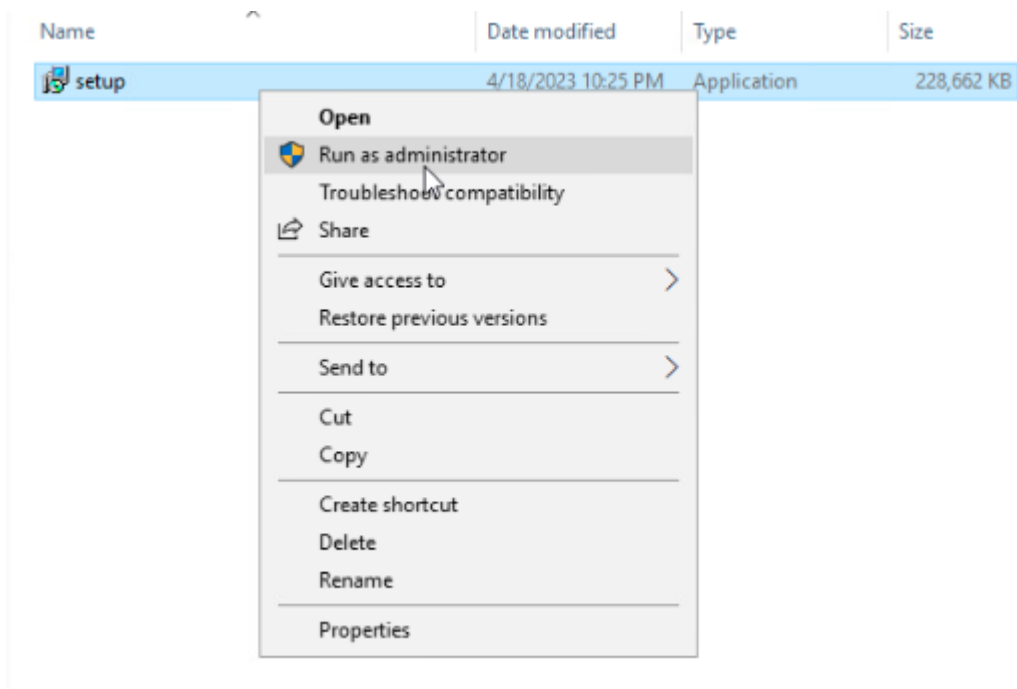 Name Date modified Type Size
setup 4/18/2023 10:25 PM Application 228,662 KB
Open
Run as administrator
Troubleshoot compatibility
Share
Give access to
Restore previous versions
Send to
Cut
Copy
Create shortcut
Delete
Rename
Properties